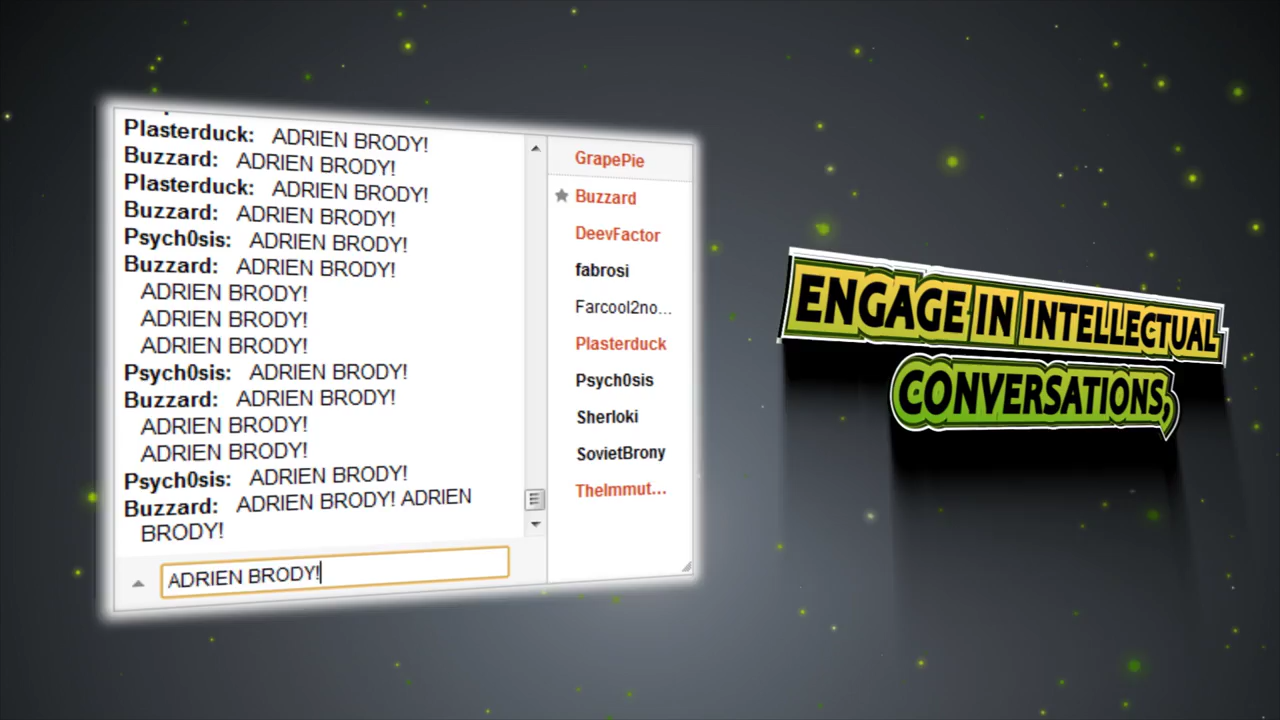 Plasterduck: ADRIEN BRODY!
Buzzard: ADRIEN BRODY!
Plasterduck: ADRIEN BRODY!
Buzzard: ADRIEN BRODY!
Psych0sis: ADRIEN BRODY!
Buzzard: ADRIEN BRODY!
ADRIEN BRODY!
ADRIEN BRODY!
ADRIEN BRODY!
Psych0sis: ADRIEN BRODY!
Buzzard: ADRIEN BRODY!
ADRIEN BRODY!
ADRIEN BRODY!
Psych0sis: ADRIEN BRODY!
Buzzard: ADRIEN BRODY! ADRIEN
BRODY!
ADRIEN BRODY!
GrapePie
Buzzard
DeevFactor
fabrosi
Farcool2no...
Plasterduck
Psych0sis
Sherloki
SovietBrony
TheImmut...
ENGAGE IN INTELLECTUAL
CONVERSATIONS,